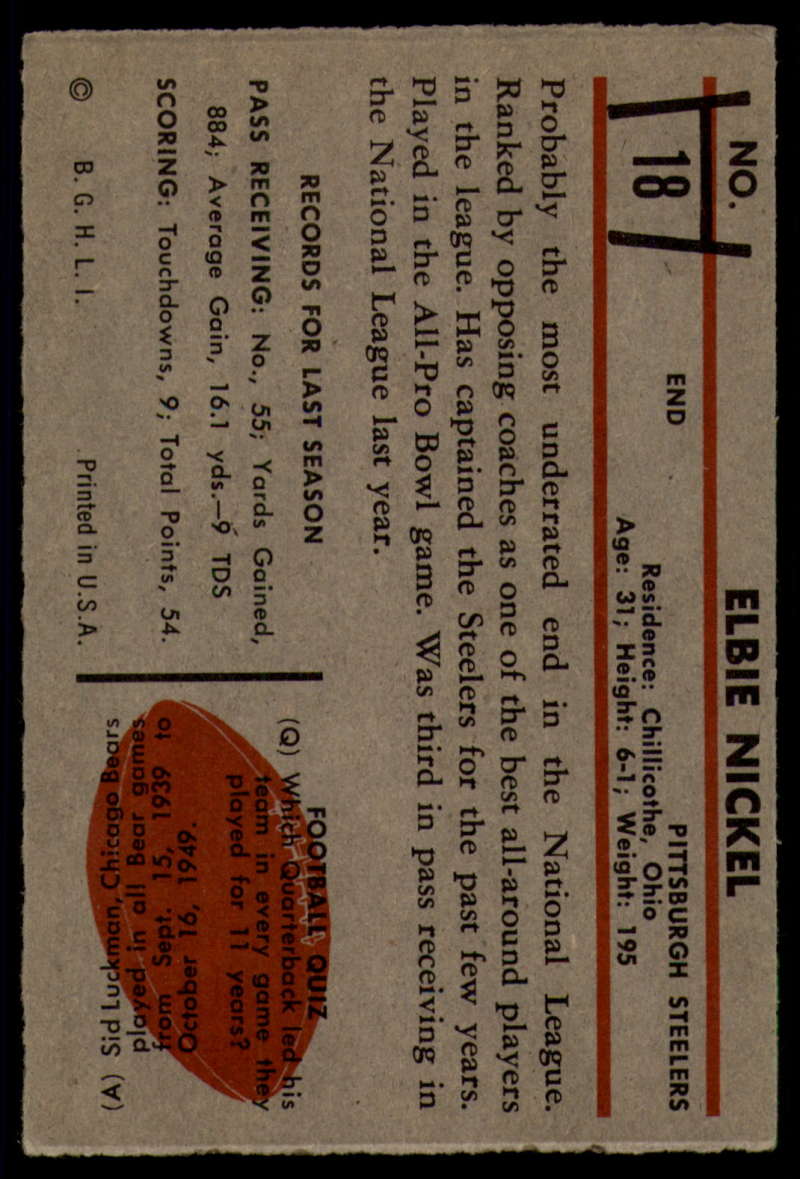 NO. 18
ELBIE NICKEL
END
PITTSBURGH STEELERS
Residence: Chillicothe, Ohio
Age: 31; Height: 6-1; Weight: 195
Probably the most underrated end in the National League.
Ranked by opposing coaches as one of the best all-around players
in the league. Has captained the Steelers for the past few years.
Played in the All-Pro Bowl game. Was third in pass receiving in
the National League last year.
RECORDS FOR LAST SEASON
PASS RECEIVING: No., 55; Yards Gained,
884; Average Gain, 16.1 yds.—9 TDS
SCORING: Touchdowns, 9; Total Points, 54.
© B. G. H. L. I.
Printed in U.S.A.
FOOTBALL QUIZ
(Q) Which Quarterback led his
team in every game they
played for 11 years?
(A) Sid Luckman, Chicago Bears
played in all Bear games
from Sept. 15, 1939 to
October 16, 1949.